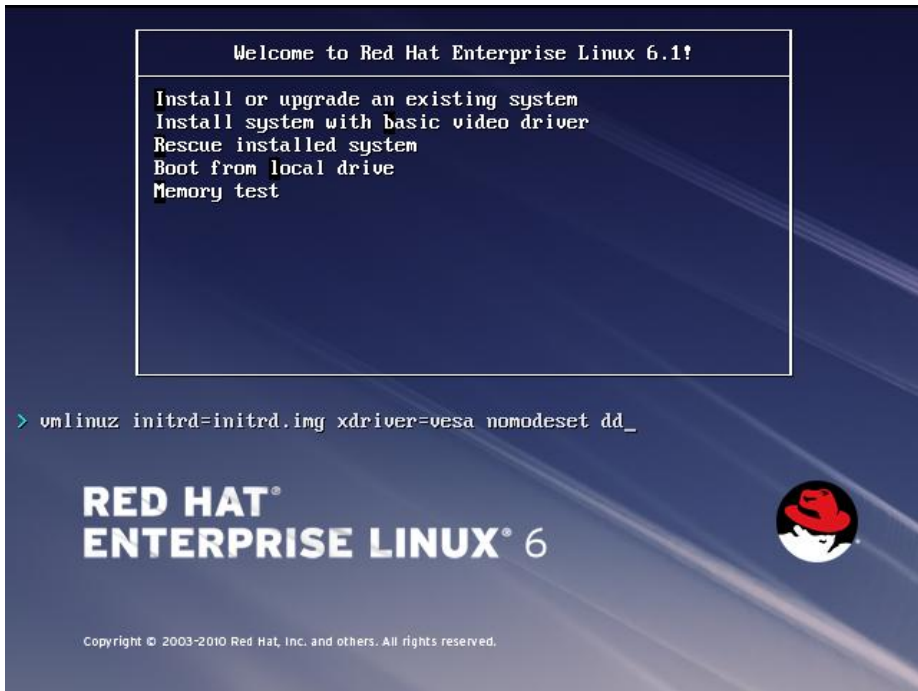 Welcome to Red Hat Enterprise Linux 6.1!
Install or upgrade an existing system
Install system with basic video driver
Rescue installed system
Boot from local drive
Memory test
> vmlinuz initrd=initrd.img xdriver=vesa nomodeset dd_
RED HAT®
ENTERPRISE LINUX® 6
Copyright © 2003-2010 Red Hat, Inc. and others. All rights reserved.